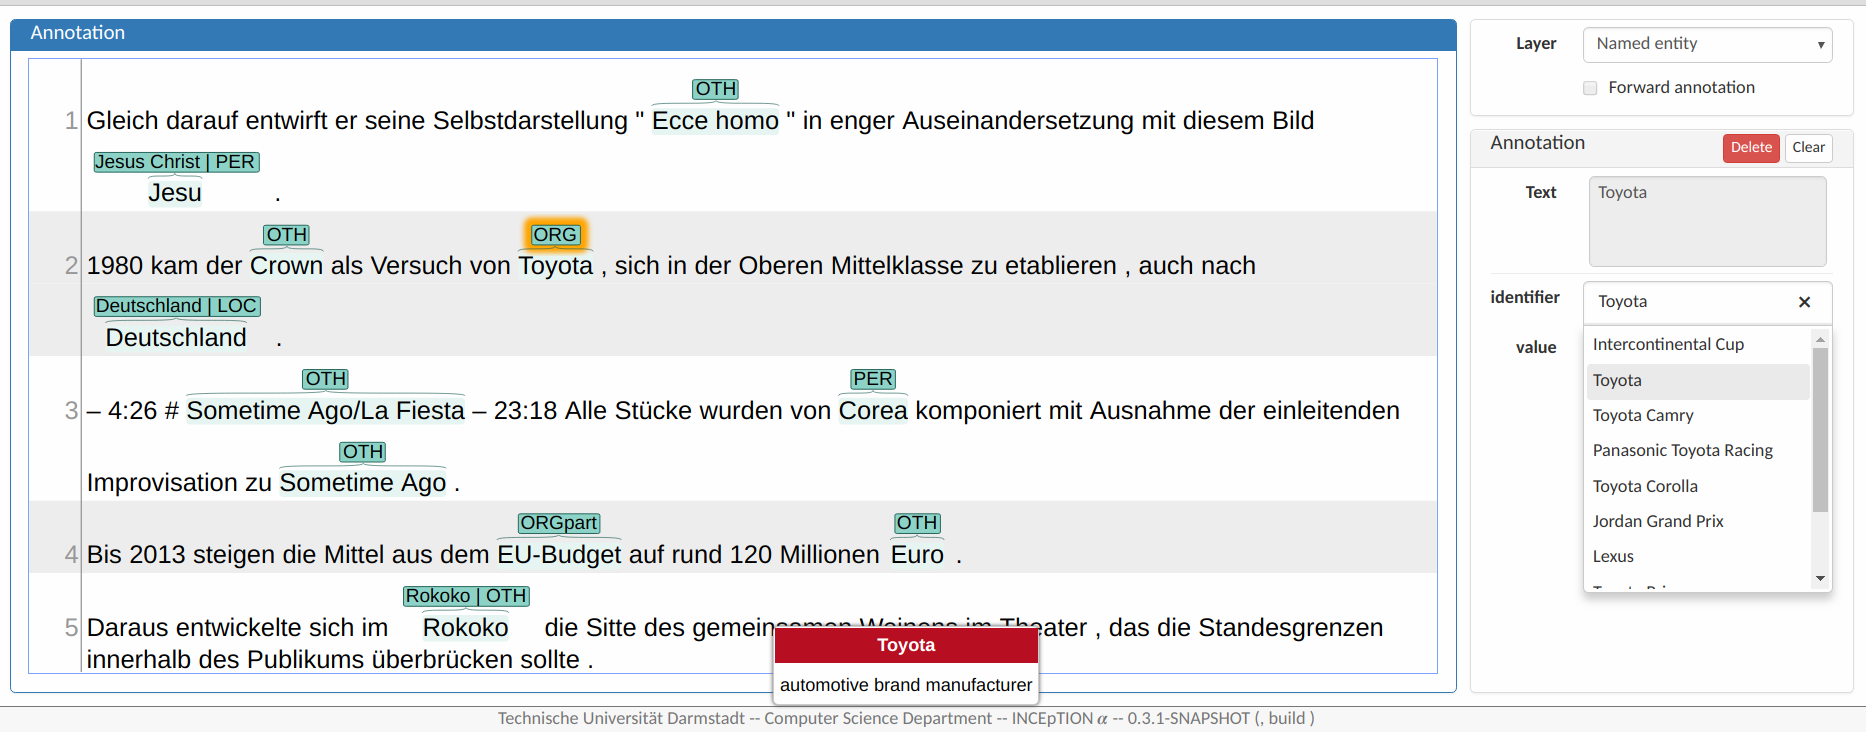 Annotation
OTH
1 Gleich darauf entwirft er seine Selbstdarstellung " Ecce homo " in enger Auseinandersetzung mit diesem Bild
Jesus Christ | PER
Jesu .
OTH ORG
2 1980 kam der Crown als Versuch von Toyota , sich in der Oberen Mittelklasse zu etablieren , auch nach
Deutschland | LOC
Deutschland .
OTH PER
3 – 4:26 # Sometime Ago/La Fiesta – 23:18 Alle Stücke wurden von Corea komponiert mit Ausnahme der einleitenden
OTH
Improvisation zu Sometime Ago .
ORGpart OTH
4 Bis 2013 steigen die Mittel aus dem EU-Budget auf rund 120 Millionen Euro .
Rokoko | OTH
5 Daraus entwickelte sich im Rokoko die Sitte des gemeinsamen Weinens im Theater , das die Standesgrenzen
innerhalb des Publikums überbrücken sollte .
Toyota
automotive brand manufacturer
Layer Named entity
Forward annotation
Annotation Delete Clear
Text Toyota
identifier Toyota
value
Intercontinental Cup
Toyota
Toyota Camry
Panasonic Toyota Racing
Toyota Corolla
Jordan Grand Prix
Lexus
Technische Universität Darmstadt -- Computer Science Department -- INCEpTION α -- 0.3.1-SNAPSHOT (, build )